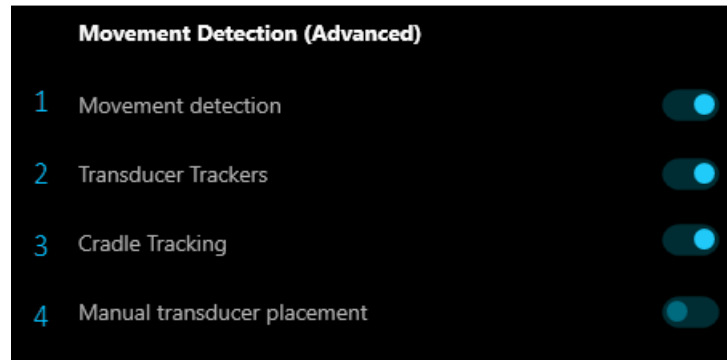 Movement Detection (Advanced)
1 Movement detection
2 Transducer Trackers
3 Cradle Tracking
4 Manual transducer placement